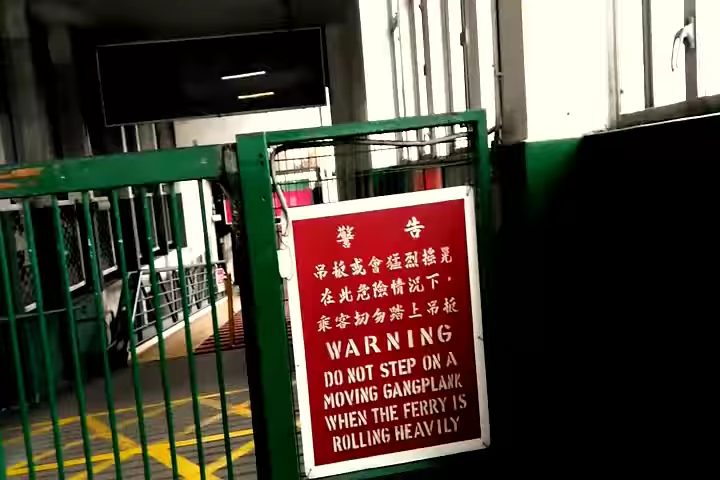 警 告
吊板或會猛烈搖晃
在此危險情況下，
乘客切勿踏上吊板
WARNING
DO NOT STEP ON A
MOVING GANGPLANK
WHEN THE FERRY IS
ROLLING HEAVILY